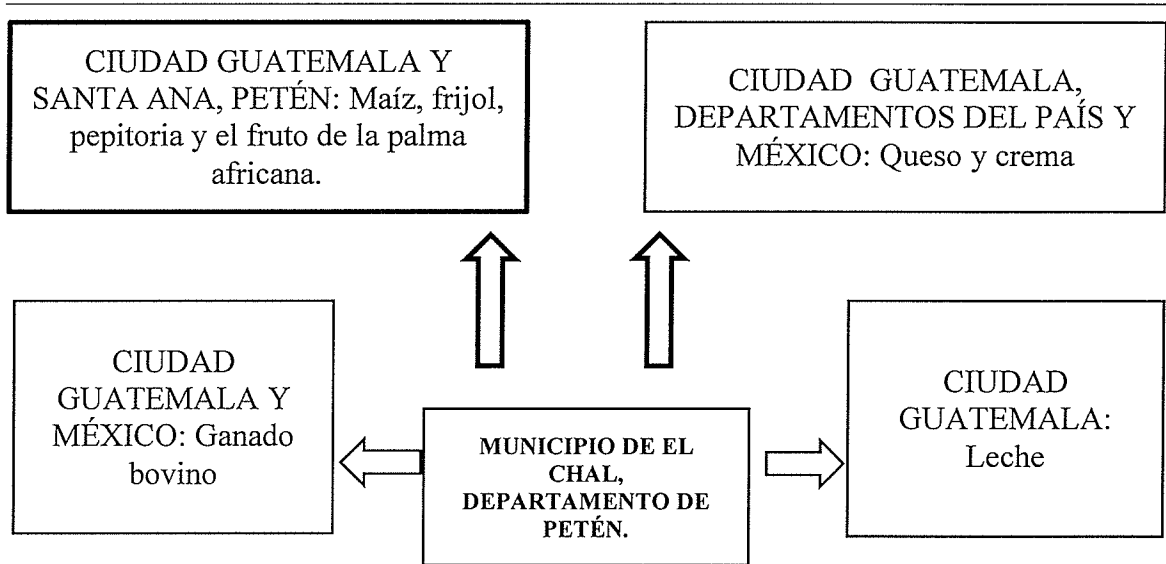 CIUDAD GUATEMALA Y
SANTA ANA, PETÉN: Maíz, frijol,
pepitoria y el fruto de la palma
africana.
CIUDAD GUATEMALA,
DEPARTAMENTOS DEL PAÍS Y
MÉXICO: Queso y crema
CIUDAD
GUATEMALA Y
MÉXICO: Ganado
bovino
MUNICIPIO DE EL
CHAL,
DEPARTAMENTO DE
PETÉN.
CIUDAD
GUATEMALA:
Leche